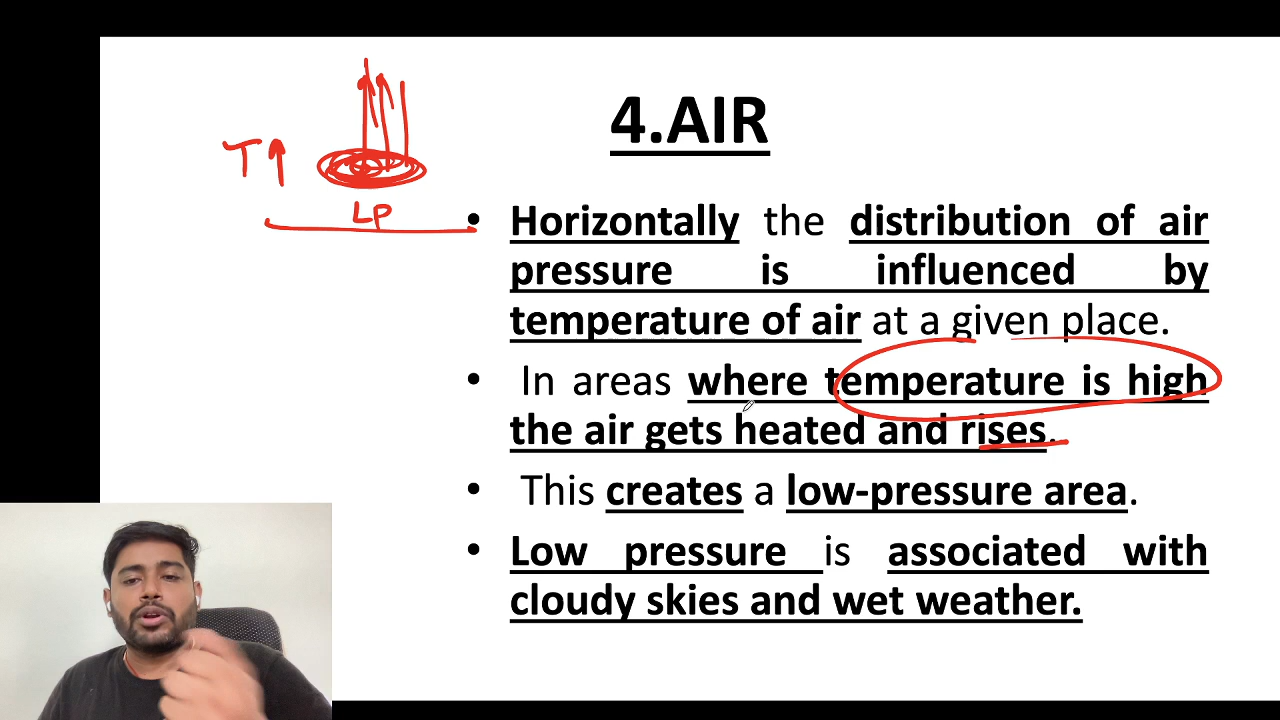 4.AIR
T
LP
• Horizontally the distribution of air
pressure is influenced by
temperature of air at a given place.
• In areas where temperature is high
the air gets heated and rises.
• This creates a low-pressure area.
• Low pressure is associated with
cloudy skies and wet weather.